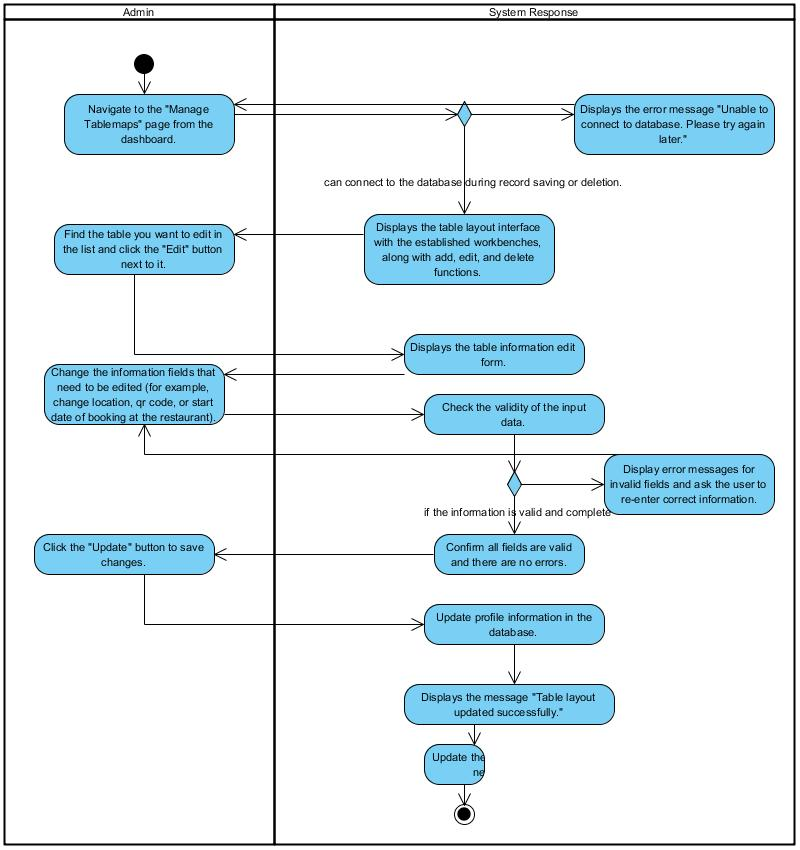 Admin
System Response
Navigate to the "Manage
Tablemaps" page from the
dashboard.
Displays the error message "Unable to
connect to database. Please try again
later."
can connect to the database during record saving or deletion.
Displays the table layout interface
with the established workbenches,
along with add, edit, and delete
functions.
Find the table you want to edit in
the list and click the "Edit" button
next to it.
Displays the table information edit
form.
Change the information fields that
need to be edited (for example,
change location, qr code, or start
date of booking at the restaurant).
Check the validity of the input
data.
Display error messages for
invalid fields and ask the user to
re-enter correct information.
if the information is valid and complete
Confirm all fields are valid
and there are no errors.
Click the "Update" button to save
changes.
Update profile information in the
database.
Displays the message "Table layout
updated successfully."
Update the
ne